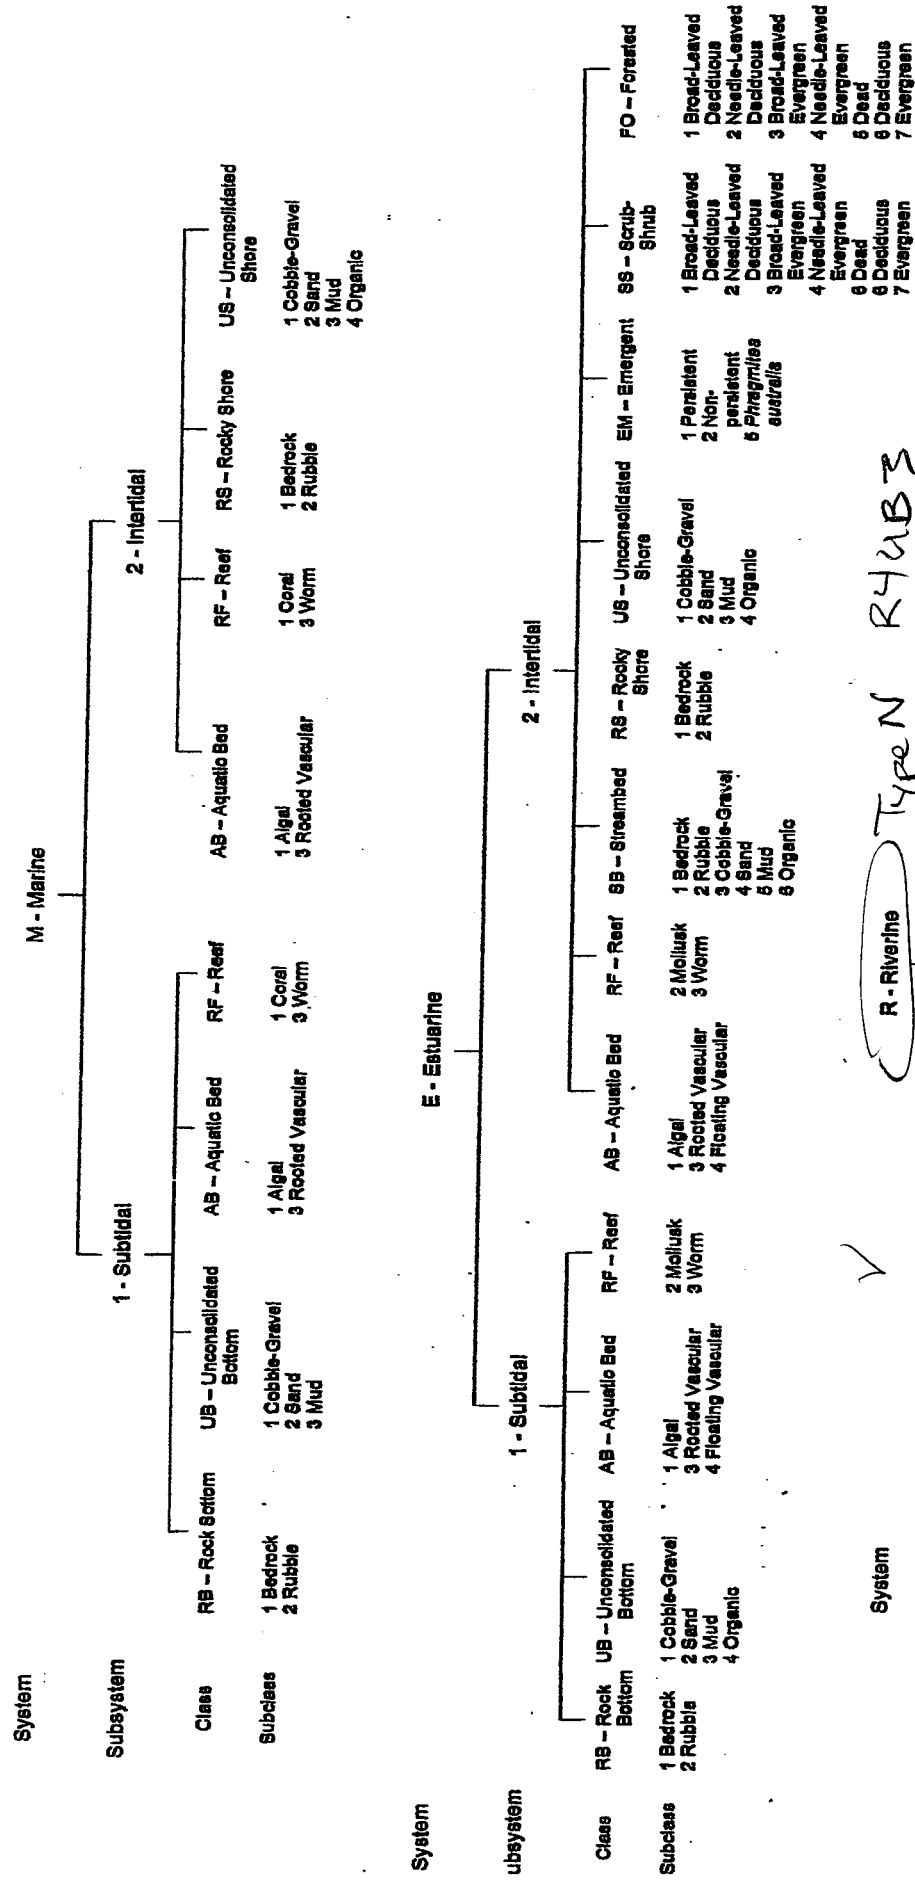 System
M - Marine
Subsystem
1 - Subtidal
2 - Intertidal
Class
RB – Rock Bottom
UB – Unconsolidated
Bottom
AB – Aquatic Bed
RF – Reef
AB – Aquatic Bed
RF – Reef
RS – Rocky Shore
US – Unconsolidated
Shore
Subclass
1 Bedrock
2 Rubble
1 Cobble-Gravel
2 Sand
3 Mud
1 Algal
3 Rooted Vascular
1 Coral
3 Worm
1 Algal
3 Rooted Vascular
1 Coral
3 Worm
1 Bedrock
2 Rubble
1 Cobble-Gravel
2 Sand
3 Mud
4 Organic
System
E - Estuarine
ubsystem
1 - Subtidal
2 - Intertidal
Class
RB – Rock
Bottom
UB – Unconsolidated
Bottom
AB – Aquatic Bed
RF – Reef
AB – Aquatic Bed
RF – Reef
SB – Streambed
RS – Rocky
Shore
US – Unconsolidated
Shore
EM – Emergent
SS – Scrub-
Shrub
FO – Forested
Subclass
1 Bedrock
2 Rubble
1 Cobble-Gravel
2 Sand
3 Mud
4 Organic
1 Algal
3 Rooted Vascular
4 Floating Vascular
2 Mollusk
3 Worm
1 Algal
3 Rooted Vascular
4 Floating Vascular
2 Mollusk
3 Worm
1 Bedrock
2 Rubble
3 Cobble-Gravel
4 Sand
5 Mud
6 Organic
1 Bedrock
2 Rubble
1 Cobble-Gravel
2 Sand
3 Mud
4 Organic
1 Persistent
2 Non-
persistent
5 Phragmites
australis
1 Broad-Leaved
Deciduous
2 Needle-Leaved
Deciduous
3 Broad-Leaved
Evergreen
4 Needle-Leaved
Evergreen
5 Dead
6 Deciduous
7 Evergreen
1 Broad-Leaved
Deciduous
2 Needle-Leaved
Deciduous
3 Broad-Leaved
Evergreen
4 Needle-Leaved
Evergreen
5 Dead
6 Deciduous
7 Evergreen
System
R - Riverine
Type N R4UB3